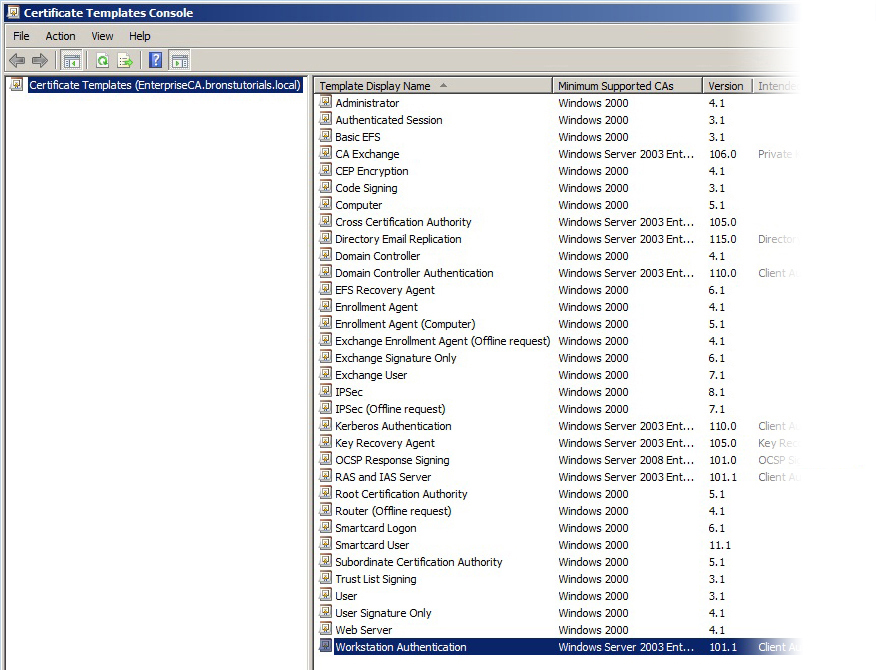 Certificate Templates Console
File Action View Help
Certificate Templates (EnterpriseCA.bronstutorials.local)
Template Display Name Minimum Supported CAs Version Intende
Administrator Windows 2000 4.1
Authenticated Session Windows 2000 3.1
Basic EFS Windows 2000 3.1
CA Exchange Windows Server 2003 Ent... 106.0 Private
CEP Encryption Windows 2000 4.1
Code Signing Windows 2000 3.1
Computer Windows 2000 5.1
Cross Certification Authority Windows Server 2003 Ent... 105.0
Directory Email Replication Windows Server 2003 Ent... 115.0 Director
Domain Controller Windows 2000 4.1
Domain Controller Authentication Windows Server 2003 Ent... 110.0 Client A
EFS Recovery Agent Windows 2000 6.1
Enrollment Agent Windows 2000 4.1
Enrollment Agent (Computer) Windows 2000 5.1
Exchange Enrollment Agent (Offline request) Windows 2000 4.1
Exchange Signature Only Windows 2000 6.1
Exchange User Windows 2000 7.1
IPSec Windows 2000 8.1
IPSec (Offline request) Windows 2000 7.1
Kerberos Authentication Windows Server 2003 Ent... 110.0 Client A
Key Recovery Agent Windows Server 2003 Ent... 105.0 Key Rec
OCSP Response Signing Windows Server 2008 Ent... 101.0 OCSP S
RAS and IAS Server Windows Server 2003 Ent... 101.1 Client A
Root Certification Authority Windows 2000 5.1
Router (Offline request) Windows 2000 4.1
Smartcard Logon Windows 2000 6.1
Smartcard User Windows 2000 11.1
Subordinate Certification Authority Windows 2000 5.1
Trust List Signing Windows 2000 3.1
User Windows 2000 3.1
User Signature Only Windows 2000 4.1
Web Server Windows 2000 4.1
Workstation Authentication Windows Server 2003 Ent... 101.1 Client A